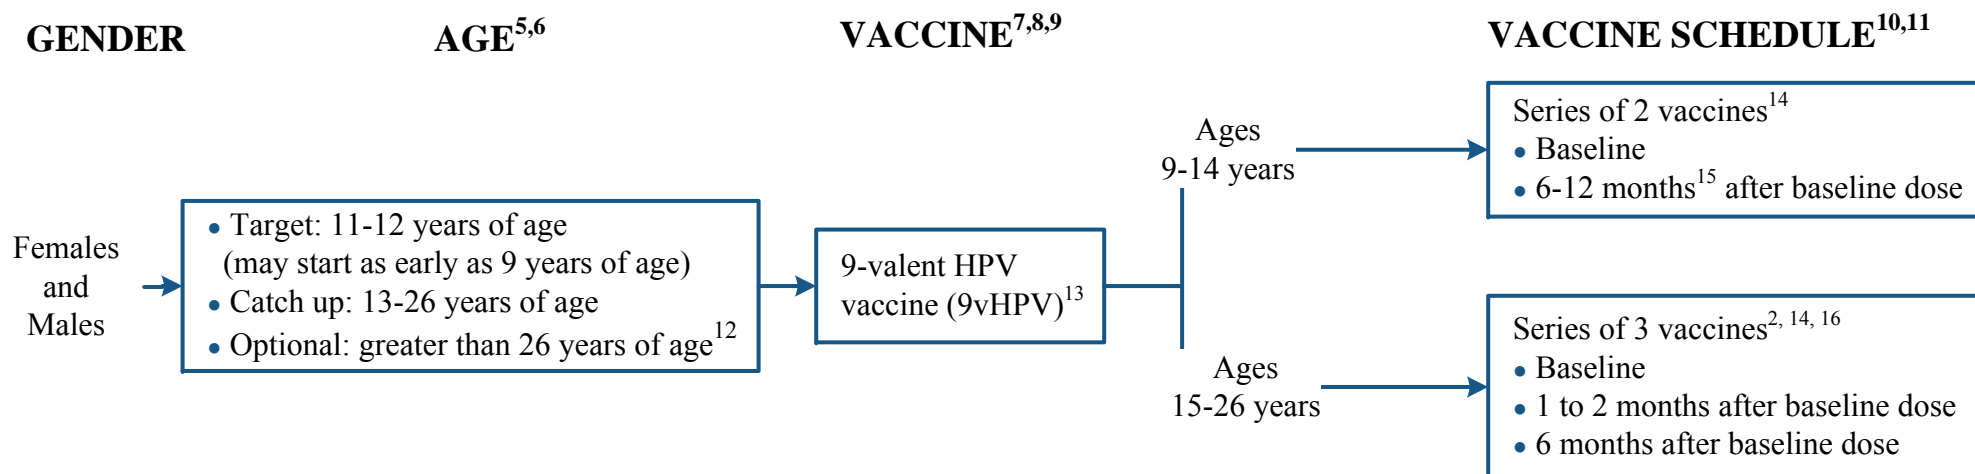 GENDER
AGE5,6
VACCINE7,8,9
VACCINE SCHEDULE10,11
Females
and
Males
• Target: 11-12 years of age
(may start as early as 9 years of age)
• Catch up: 13-26 years of age
• Optional: greater than 26 years of age12
9-valent HPV
vaccine (9vHPV)13
Ages
9-14 years
Series of 2 vaccines14
• Baseline
• 6-12 months15 after baseline dose
Ages
15-26 years
Series of 3 vaccines2, 14, 16
• Baseline
• 1 to 2 months after baseline dose
• 6 months after baseline dose